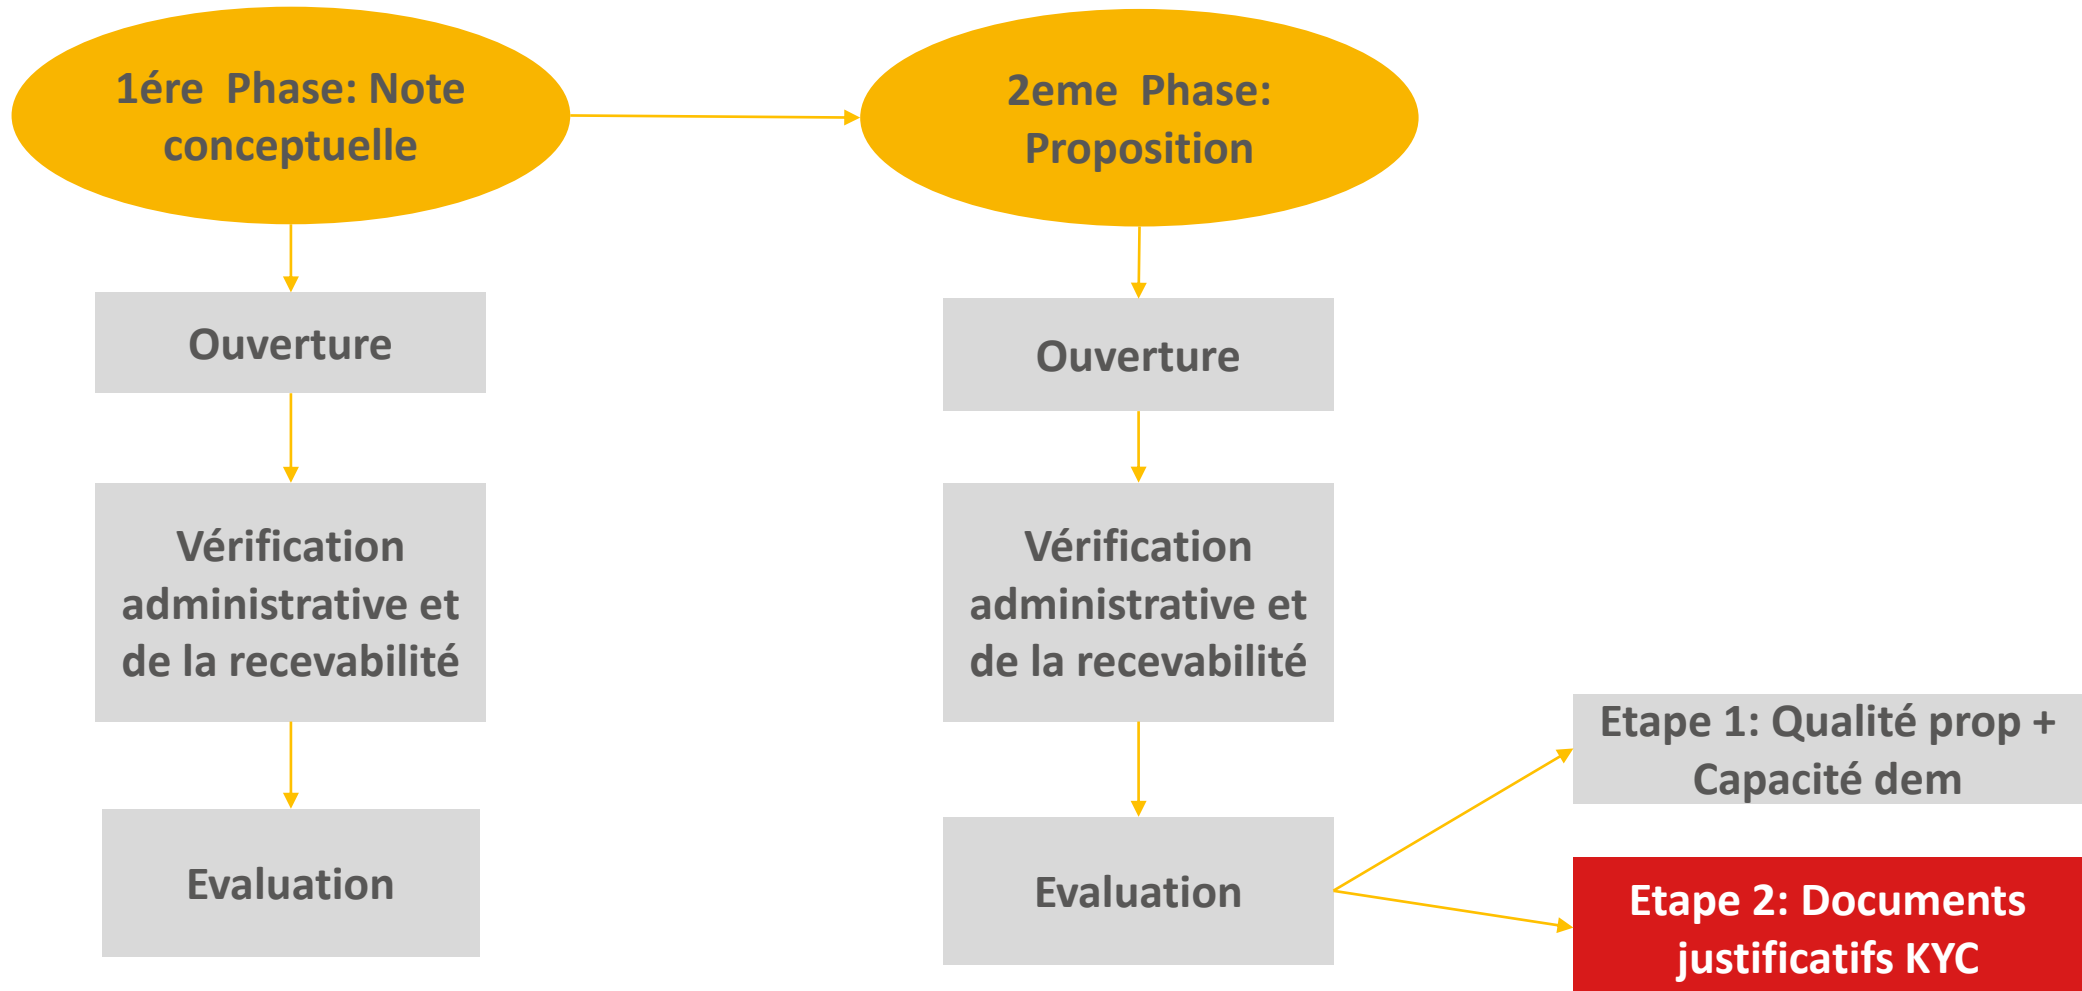 1ére Phase: Note
conceptuelle
Ouverture
Vérification
administrative et
de la recevabilité
Evaluation
2eme Phase:
Proposition
Ouverture
Vérification
administrative et
de la recevabilité
Evaluation
Etape 1: Qualité prop +
Capacité dem
Etape 2: Documents
justificatifs KYC